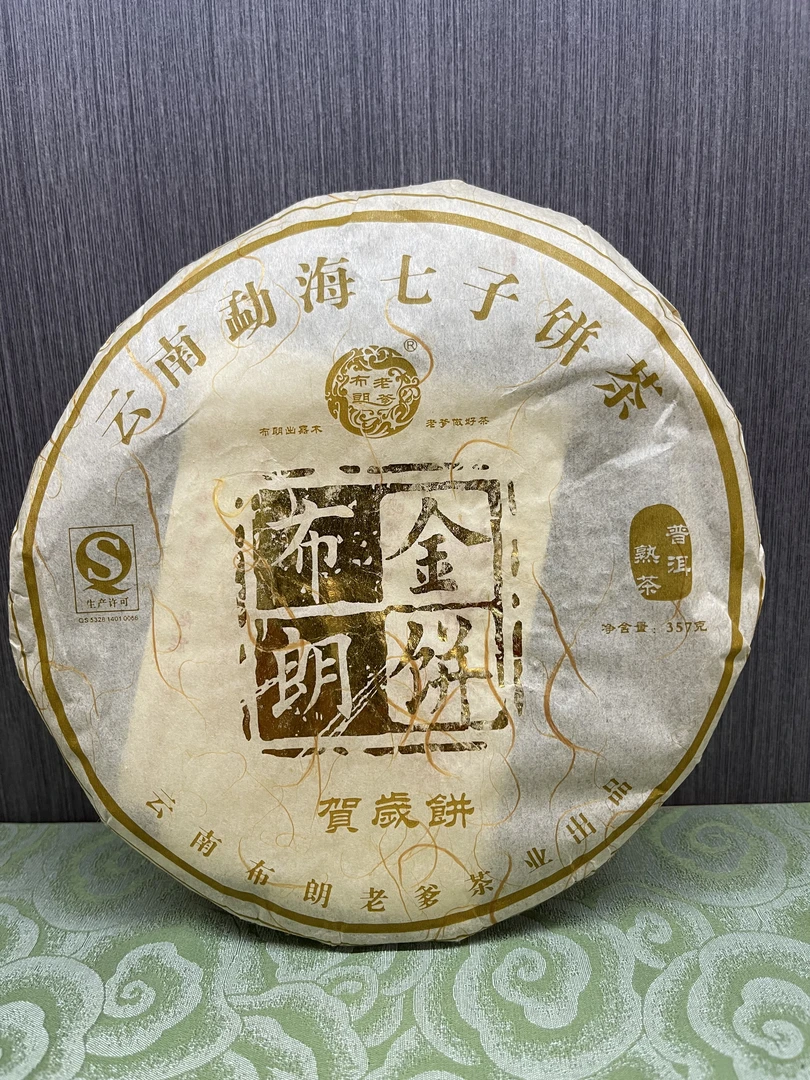 云南勐海七子饼茶
®
布朗老爹
布朗出嘉木 老爹做好茶
布朗金饼
生产许可
QS 5328 1401 0056
普洱熟茶
净含量：357克
賀歲餅
云南布朗老爹茶业出品